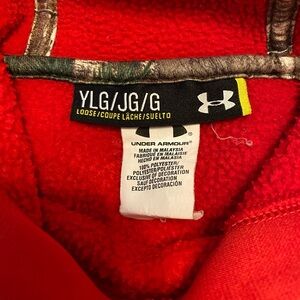 YLG/JG/G
LOOSE/COUPE LÂCHE/SUELTO
UNDER ARMOUR
MADE IN MALAYSIA
FABRIQUÉ EN MALAISIE
HECHO EN MALASIA
100% POLYESTER/
POLYESTER/POLIÉSTER
EXCLUSIVE OF DECORATION
SAUF DÉCORATION
EXCEPTO DECORACIÓN